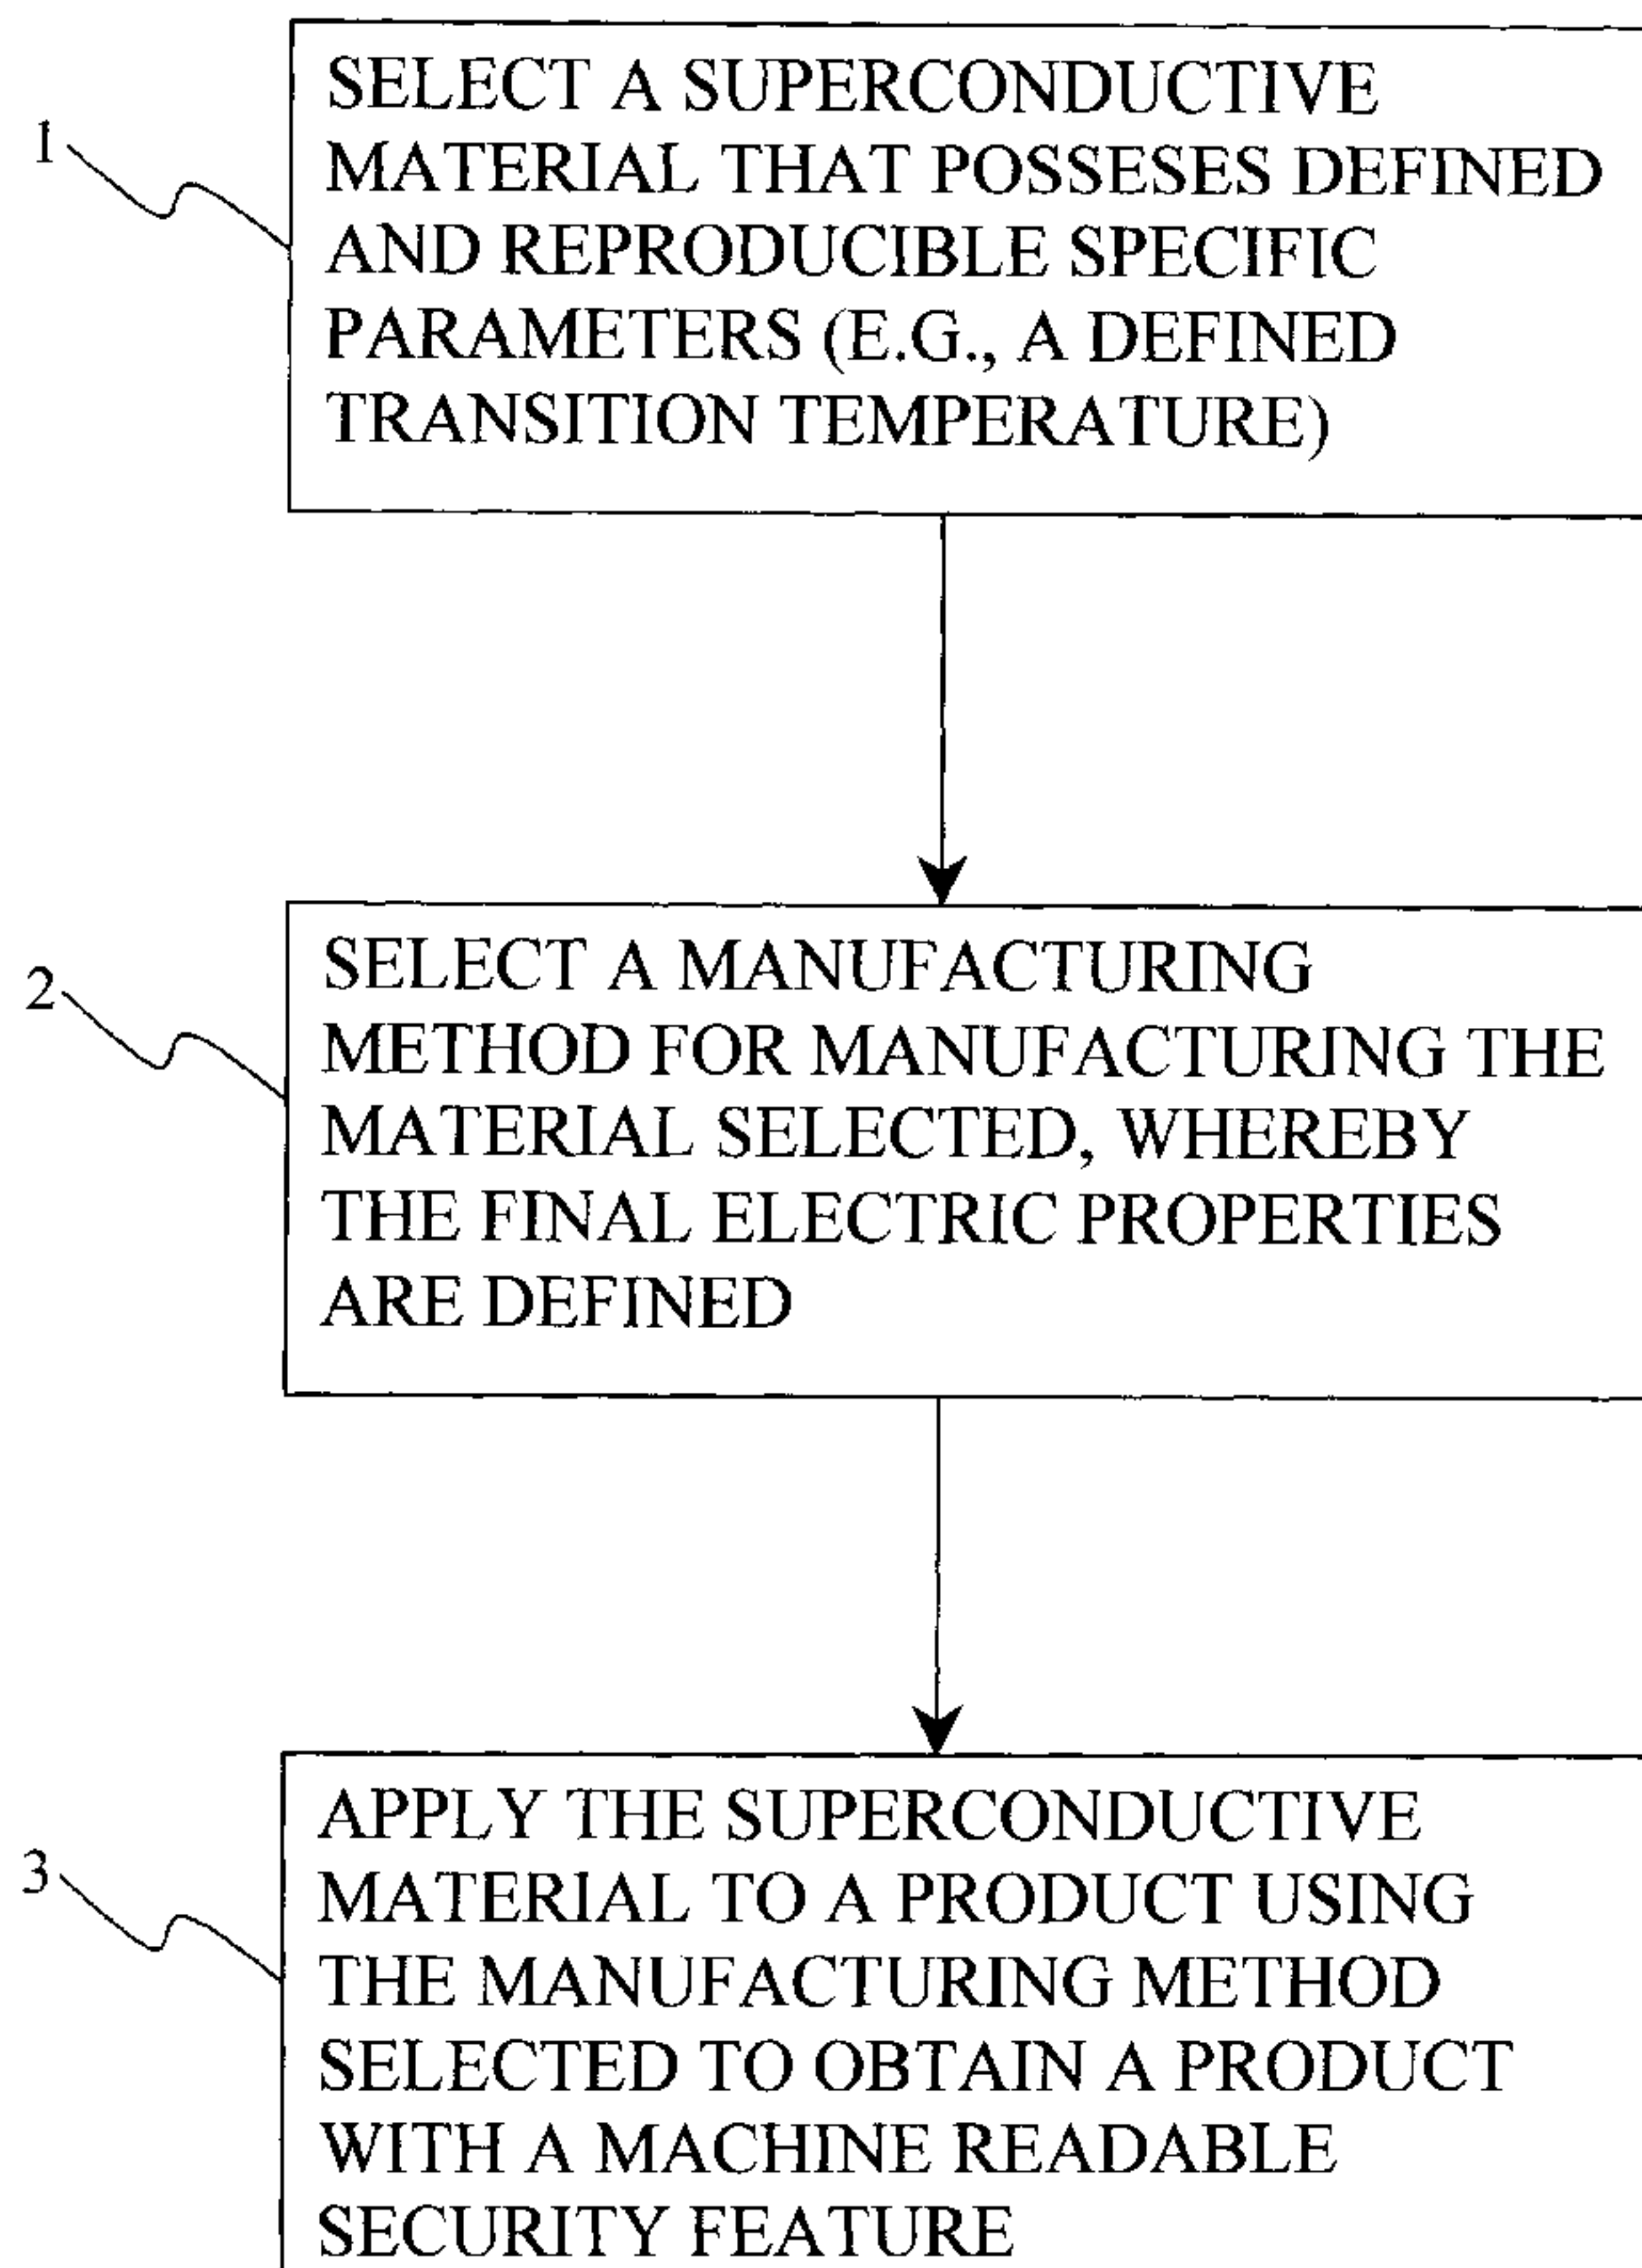 1
SELECT A SUPERCONDUCTIVE
MATERIAL THAT POSSESES DEFINED
AND REPRODUCIBLE SPECIFIC
PARAMETERS (E.G., A DEFINED
TRANSITION TEMPERATURE)
2
SELECT A MANUFACTURING
METHOD FOR MANUFACTURING THE
MATERIAL SELECTED, WHEREBY
THE FINAL ELECTRIC PROPERTIES
ARE DEFINED
3
APPLY THE SUPERCONDUCTIVE
MATERIAL TO A PRODUCT USING
THE MANUFACTURING METHOD
SELECTED TO OBTAIN A PRODUCT
WITH A MACHINE READABLE
SECURITY FEATURE